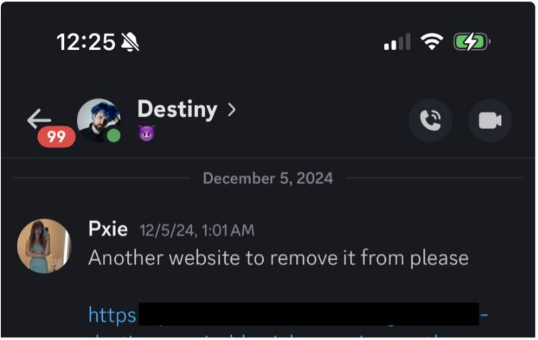 12:25
99
Destiny >
December 5, 2024
Pxie 12/5/24, 1:01 AM
Another website to remove it from please
https